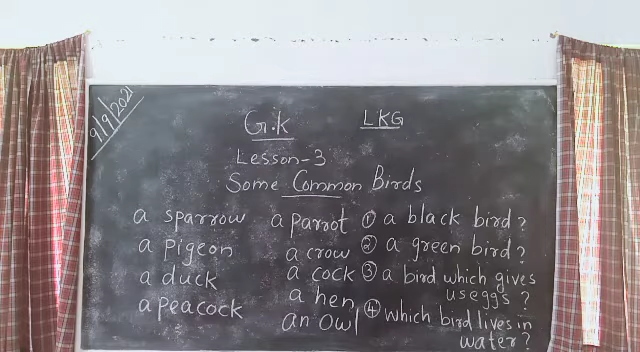 9/9/2021
G.K LKG
Lesson-3
Some Common Birds
a sparrow a parrot ① a black bird?
a pigeon a crow ② a green bird?
a duck a cock ③ a bird which gives
us eggs?
a peacock a hen ④ which bird lives in
an owl water?